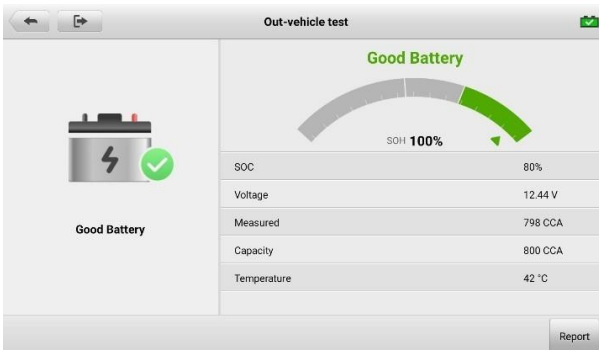 Out-vehicle test
Good Battery
Good Battery
SOH 100%
SOC 80%
Voltage 12.44 V
Measured 798 CCA
Capacity 800 CCA
Temperature 42 °C
Report